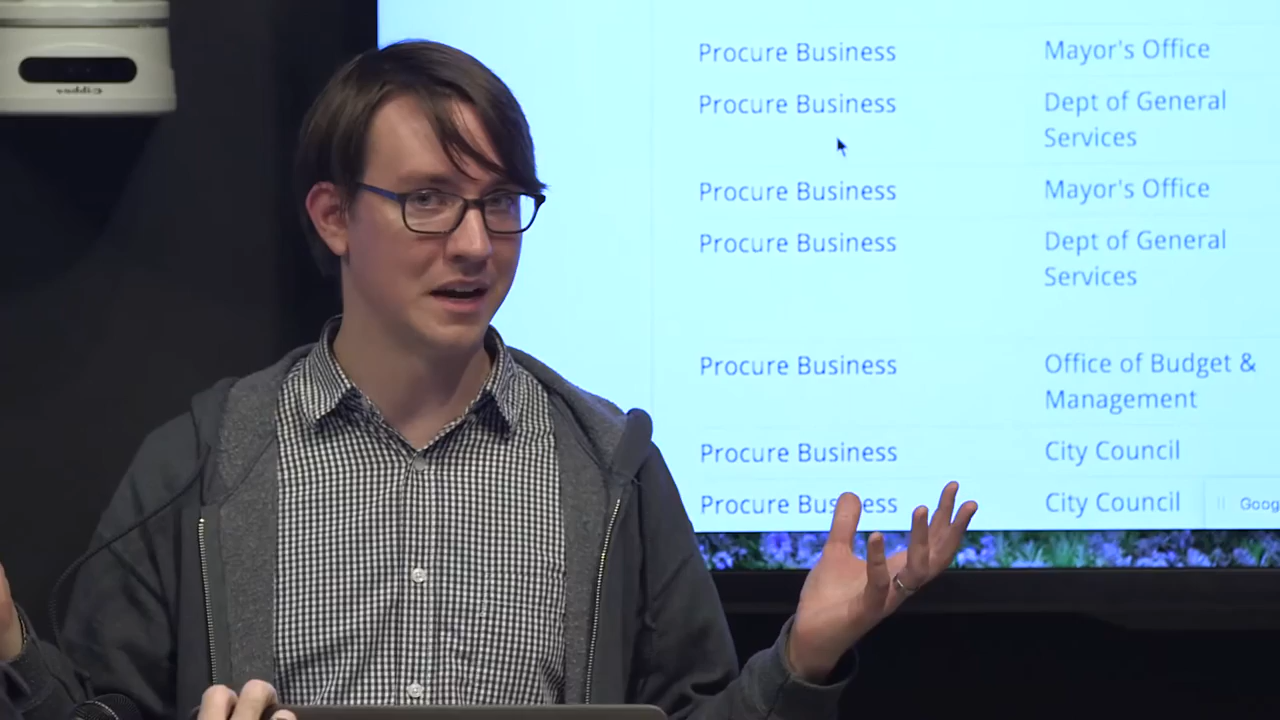 Procure Business Mayor's Office
Procure Business Dept of General
Services
Procure Business Mayor's Office
Procure Business Dept of General
Services
Procure Business Office of Budget &
Management
Procure Business City Council
Procure Business City Council
Goog